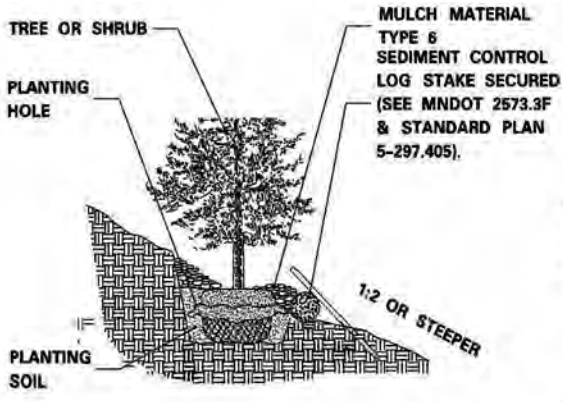 TREE OR SHRUB
PLANTING
HOLE
MULCH MATERIAL
TYPE 6
SEDIMENT CONTROL
LOG STAKE SECURED
(SEE MNDOT 2573.3F
& STANDARD PLAN
5-297.405).
1:2 OR STEEPER
PLANTING
SOIL